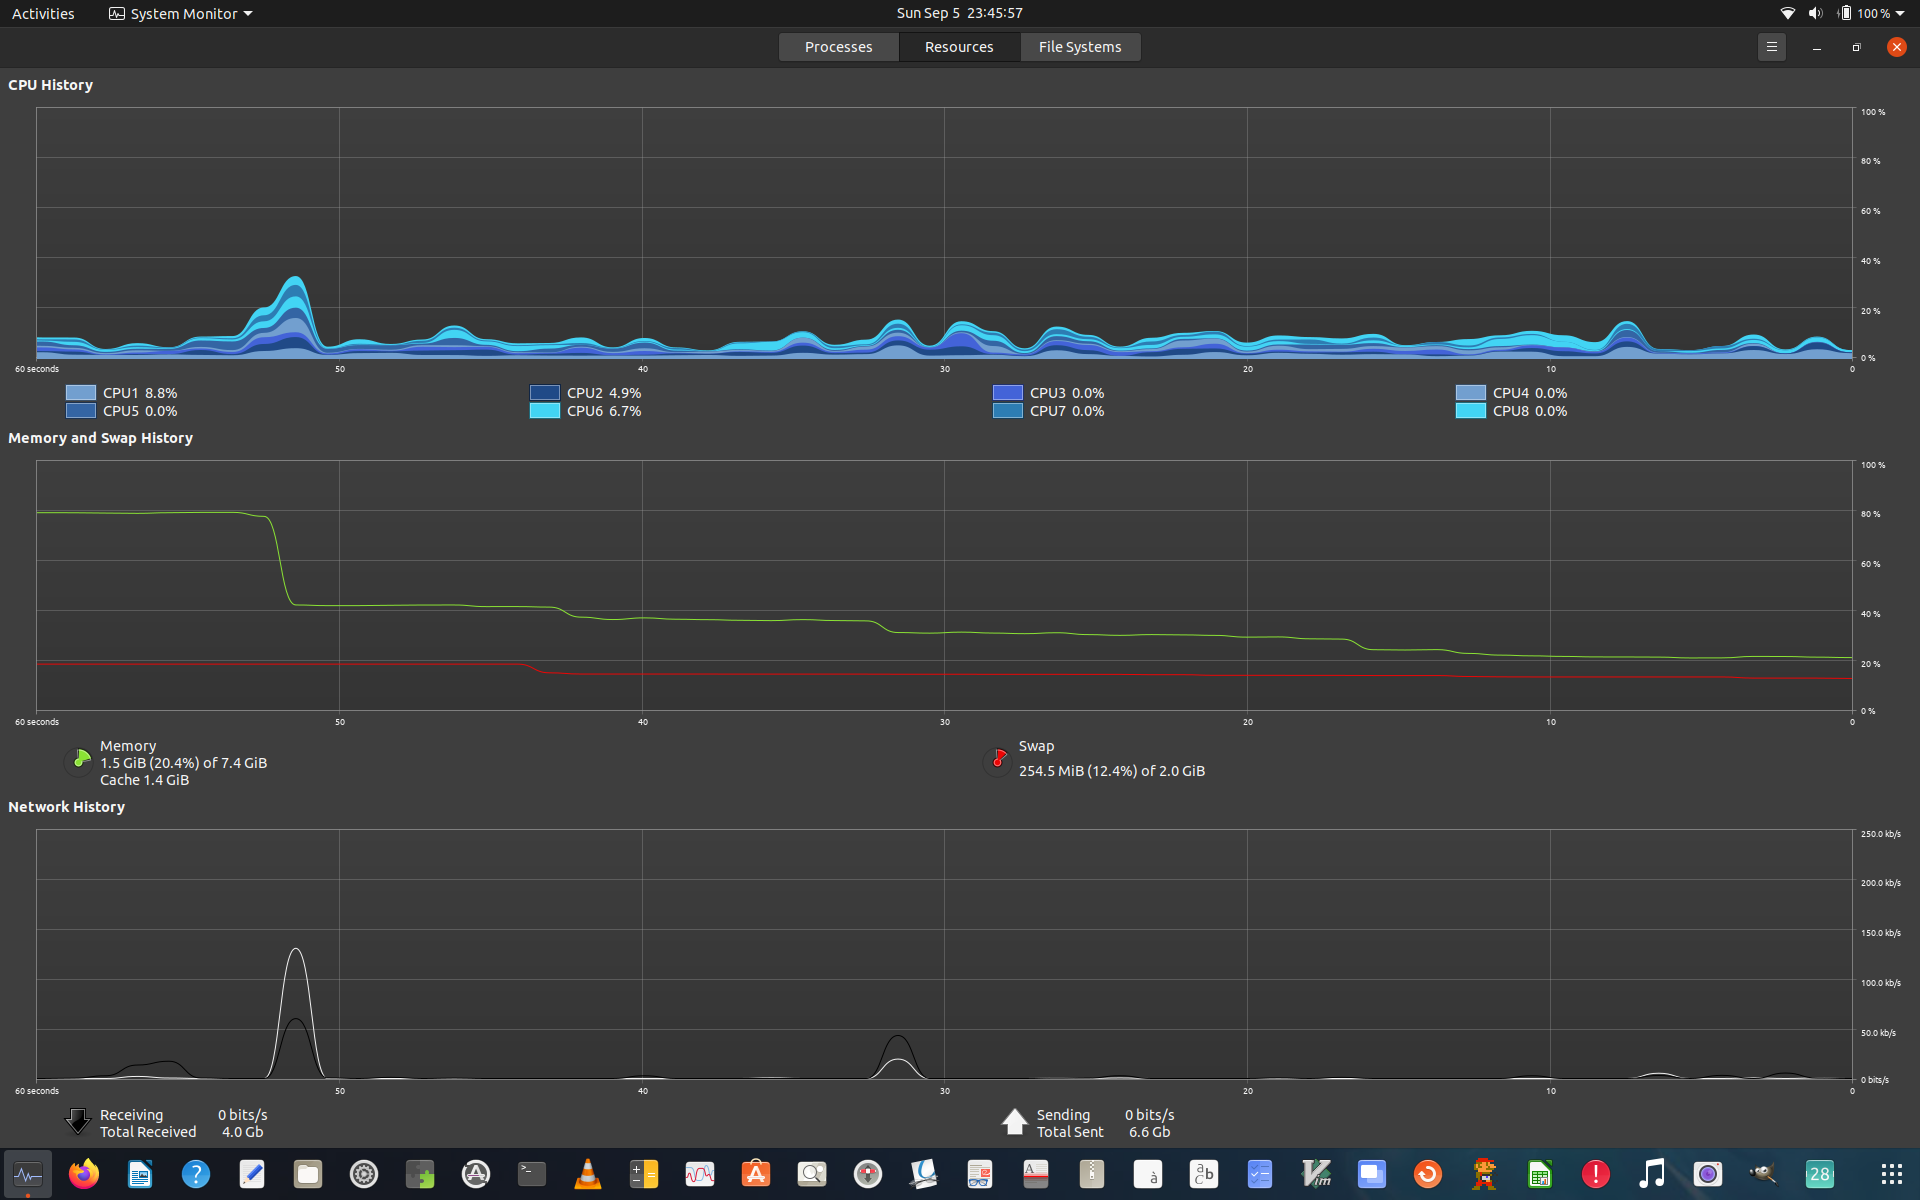 Activities System Monitor Sun Sep 5 23:45:57 100 %
Processes Resources File Systems
CPU History
100 %
80 %
60 %
40 %
20 %
0 %
60 seconds 50 40 30 20 10 0
CPU1 8.8% CPU2 4.9% CPU3 0.0% CPU4 0.0%
CPU5 0.0% CPU6 6.7% CPU7 0.0% CPU8 0.0%
Memory and Swap History
100 %
80 %
60 %
40 %
20 %
0 %
60 seconds 50 40 30 20 10 0
Memory
1.5 GiB (20.4%) of 7.4 GiB
Cache 1.4 GiB
Swap
254.5 MiB (12.4%) of 2.0 GiB
Network History
250.0 kb/s
200.0 kb/s
150.0 kb/s
100.0 kb/s
50.0 kb/s
0 bits/s
60 seconds 50 40 30 20 10 0
Receiving 0 bits/s
Total Received 4.0 Gb
Sending 0 bits/s
Total Sent 6.6 Gb
? >_ A A à a b c Vim ! 28